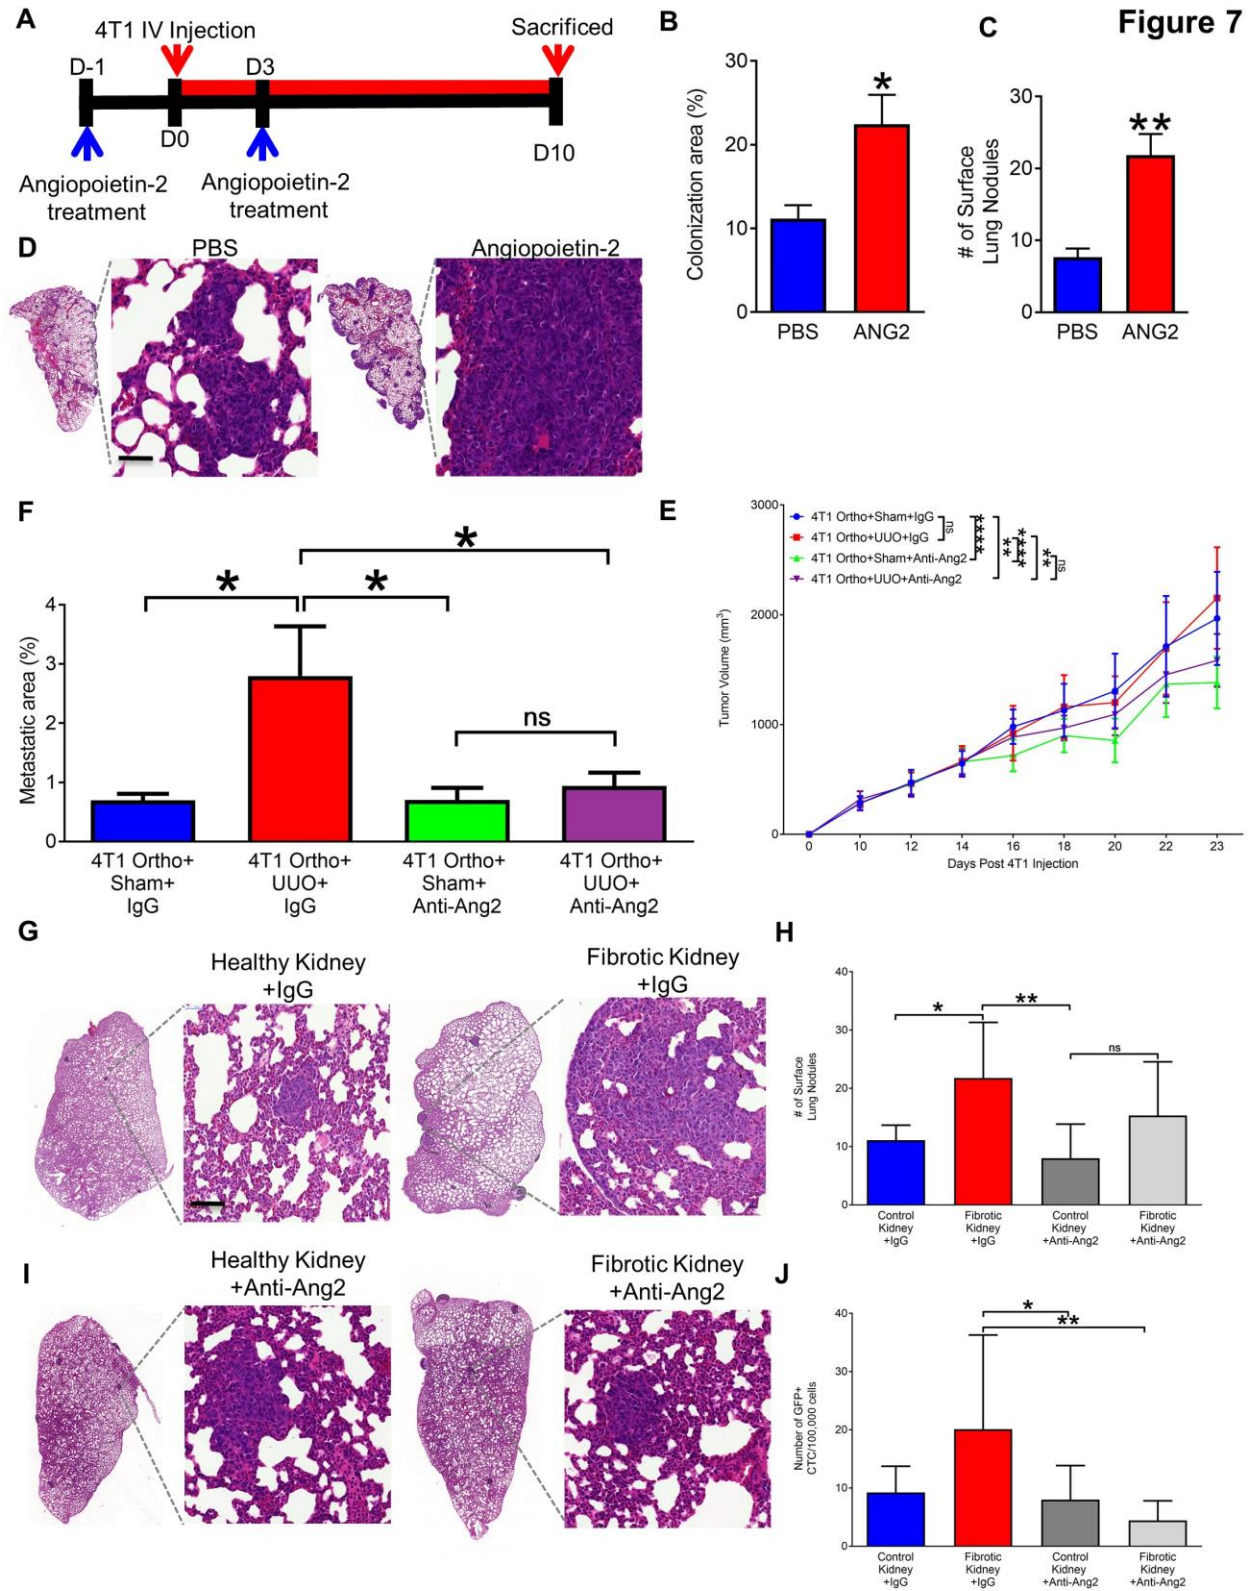 Figure 7
A
4T1 IV Injection
Sacrificed
D-1
D3
D0
D10
Angiopoietin-2
treatment
Angiopoietin-2
treatment
B
Colonization area (%)
30
20
10
0
*
PBS
ANG2
C
# of Surface
Lung Nodules
30
20
10
0
**
PBS
ANG2
D
PBS
Angiopoietin-2
F
Metastatic area (%)
4
3
2
1
0
*
*
*
ns
4T1 Ortho+
Sham+
IgG
4T1 Ortho+
UUO+
IgG
4T1 Ortho+
Sham+
Anti-Ang2
4T1 Ortho+
UUO+
Anti-Ang2
E
Tumor Volume (mm3)
3000
2000
1000
0
4T1 Ortho+Sham+IgG
4T1 Ortho+UUO+IgG
4T1 Ortho+Sham+Anti-Ang2
4T1 Ortho+UUO+Anti-Ang2
ns
****
**
****
**
ns
0 10 12 14 16 18 20 22 23
Days Post 4T1 Injection
G
Healthy Kidney
+IgG
Fibrotic Kidney
+IgG
H
# of Surface
Lung Nodules
40
30
20
10
0
*
**
ns
Control
Kidney
+IgG
Fibrotic
Kidney
+IgG
Control
Kidney
+Anti-Ang2
Fibrotic
Kidney
+Anti-Ang2
I
Healthy Kidney
+Anti-Ang2
Fibrotic Kidney
+Anti-Ang2
J
Number of GFP+
CTC/100,000 cells
40
30
20
10
0
*
**
Control
Kidney
+IgG
Fibrotic
Kidney
+IgG
Control
Kidney
+Anti-Ang2
Fibrotic
Kidney
+Anti-Ang2